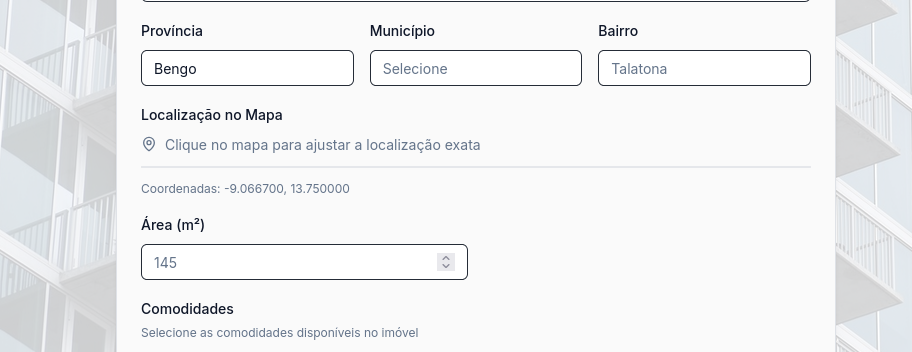 Província Município Bairro
Bengo Selecione Talatona
Localização no Mapa
Clique no mapa para ajustar a localização exata
Coordenadas: -9.066700, 13.750000
Área (m²)
145
Comodidades
Selecione as comodidades disponíveis no imóvel